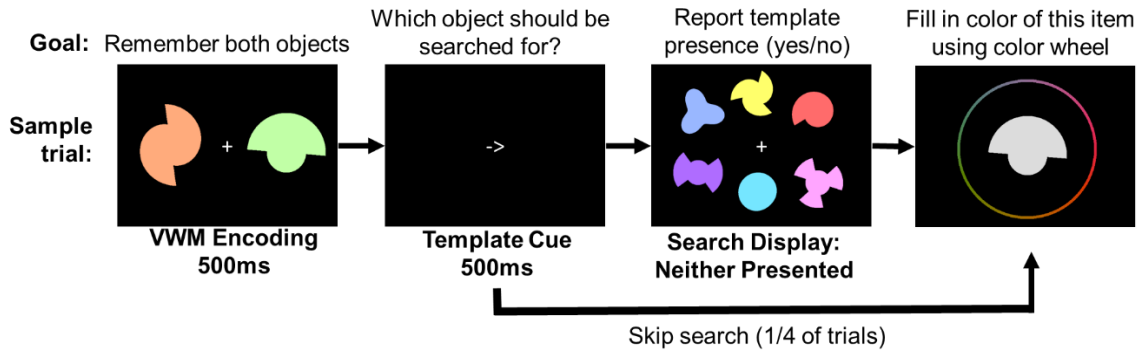 Goal:
Remember both objects
Which object should be
searched for?
Report template
presence (yes/no)
Fill in color of this item
using color wheel
Sample
trial:
+
->
+
VWM Encoding
500ms
Template Cue
500ms
Search Display:
Neither Presented
Skip search (1/4 of trials)